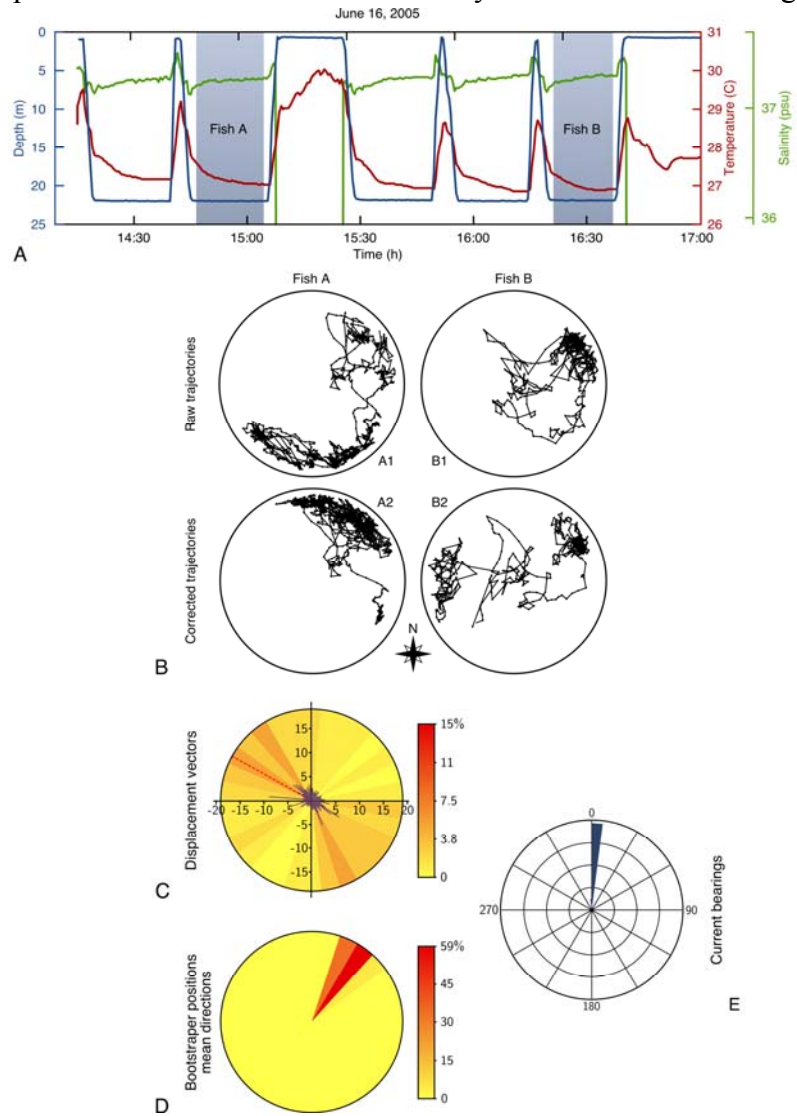 June 16, 2005
0
5
10
15
20
25
Depth (m)
Fish A
Fish B
31
30
29
28
27
26
Temperature (C)
37
36
Salinity (psu)
14:30 15:00 15:30 16:00 16:30 17:00
Time (h)
A
Fish A Fish B
Raw trajectories
A1 B1
A2 B2
Corrected trajectories
N
B
Displacement vectors
15
10
5
-20 -15 -10 -5 5 10 15 20
-5
-10
-15
15%
11
7.5
3.8
0
C
0
270 90
180
Current bearings
E
Bootstraper positions
mean directions
59%
45
30
15
0
D